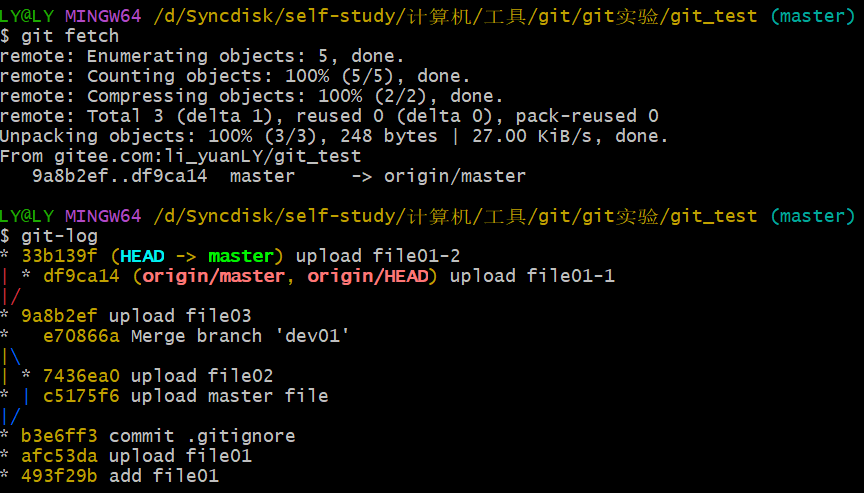 LY@LY MINGW64 /d/Syncdisk/self-study/计算机/工具/git/git实验/git_test (master)
$ git fetch
remote: Enumerating objects: 5, done.
remote: Counting objects: 100% (5/5), done.
remote: Compressing objects: 100% (2/2), done.
remote: Total 3 (delta 1), reused 0 (delta 0), pack-reused 0
Unpacking objects: 100% (3/3), 248 bytes | 27.00 KiB/s, done.
From gitee.com:li_yuanLY/git_test
   9a8b2ef..df9ca14  master     -> origin/master

LY@LY MINGW64 /d/Syncdisk/self-study/计算机/工具/git/git实验/git_test (master)
$ git-log
* 33b139f (HEAD -> master) upload file01-2
| * df9ca14 (origin/master, origin/HEAD) upload file01-1
|/
* 9a8b2ef upload file03
*   e70866a Merge branch 'dev01'
|\
| * 7436ea0 upload file02
* | c5175f6 upload master file
|/
* b3e6ff3 commit .gitignore
* afc53da upload file01
* 493f29b add file01